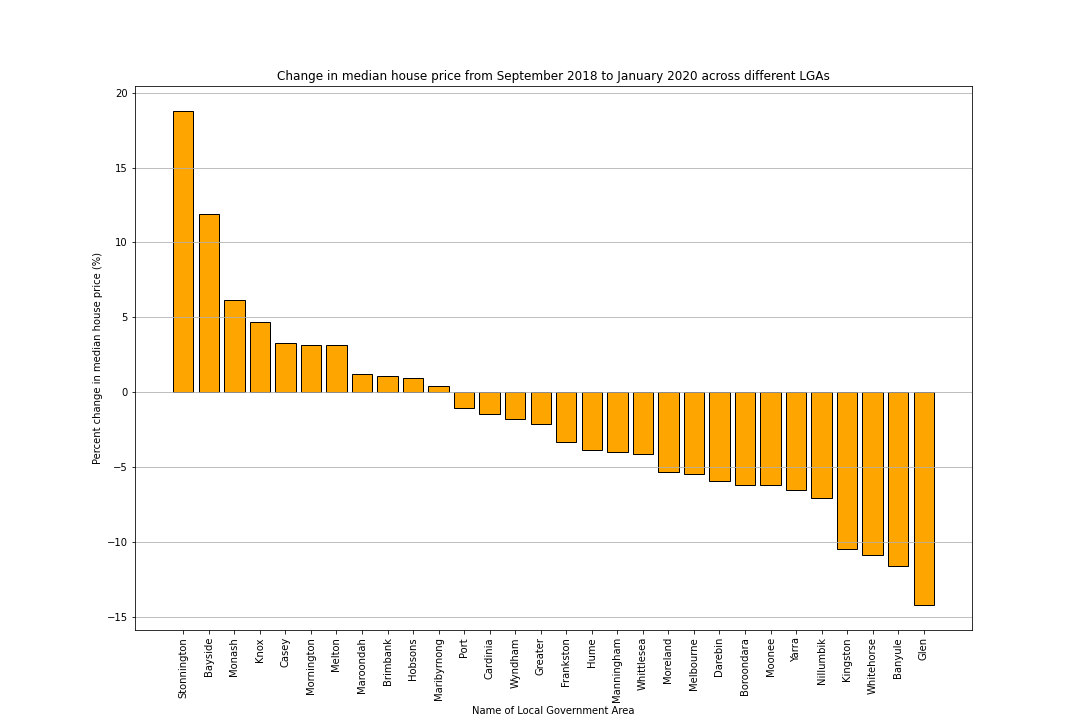 Change in median house price from September 2018 to January 2020 across different LGAs
Percent change in median house price (%)
20
15
10
5
0
−5
−10
−15
Stonnington
Bayside
Monash
Knox
Casey
Mornington
Melton
Maroondah
Brimbank
Hobsons
Maribyrnong
Port
Cardinia
Wyndham
Greater
Frankston
Hume
Manningham
Whittlesea
Moreland
Melbourne
Darebin
Boroondara
Moonee
Yarra
Nillumbik
Kingston
Whitehorse
Banyule
Glen
Name of Local Government Area